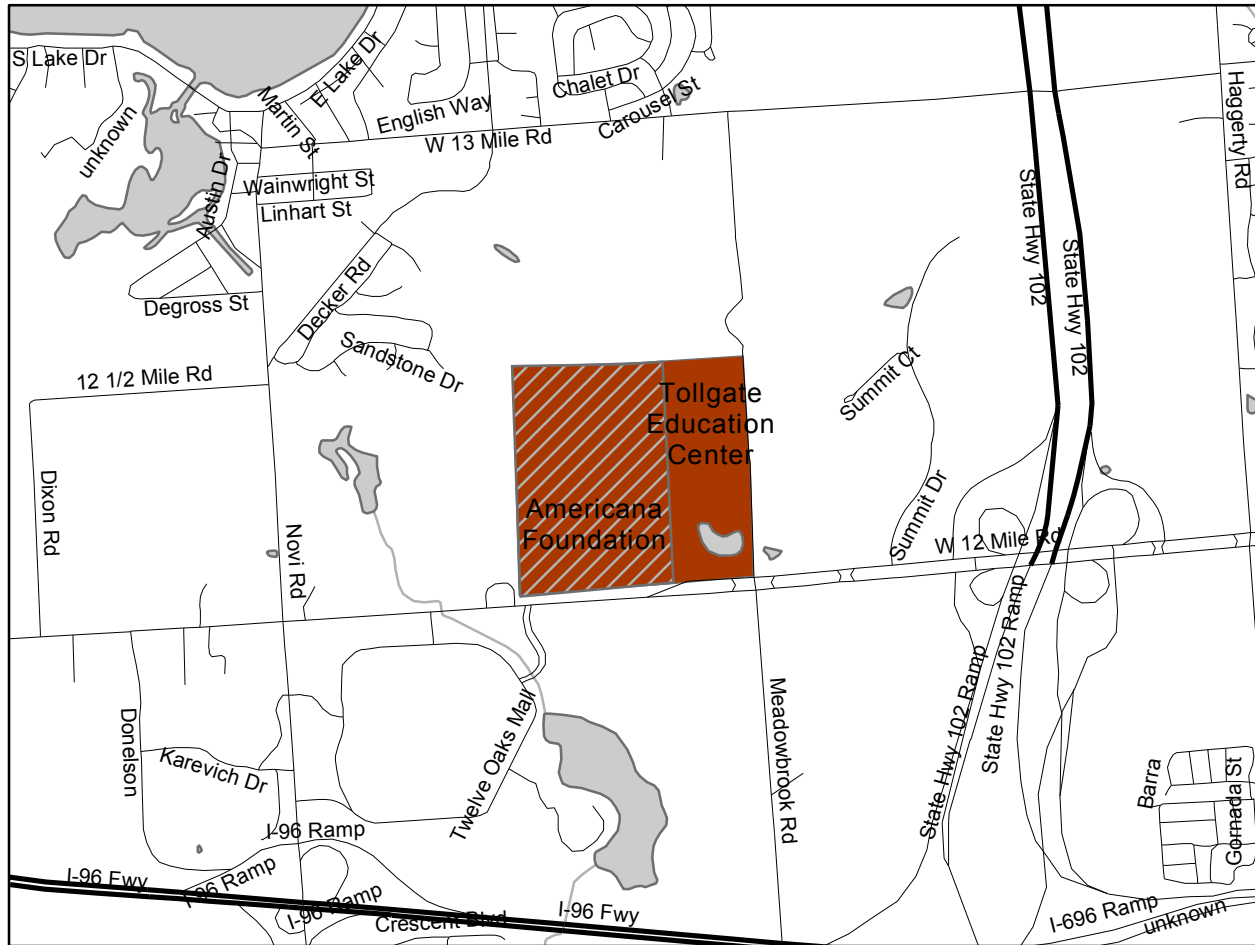 S Lake Dr
unknown
Martin St
E Lake Dr
English Way
Chalet Dr
Carousel St
W 13 Mile Rd
Haggerty Rd
Austin Dr
Wainwright St
Linhart St
State Hwy 102
State Hwy 102
Degross St
Decker Rd
Sandstone Dr
12 1/2 Mile Rd
Summit Ct
Tollgate
Education
Center
Dixon Rd
Novi Rd
Americana
Foundation
Summit Dr
W 12 Mile Rd
State Hwy 102 Ramp
State Hwy 102 Ramp
Donelson
Karevich Dr
Twelve Oaks Mall
Meadowbrook Rd
Barra
Gornada St
I-96 Ramp
I-96 Fwy
I-96 Ramp
I-96 Ramp
Crescent Blvd
I-96 Fwy
I-696 Ramp
unknown